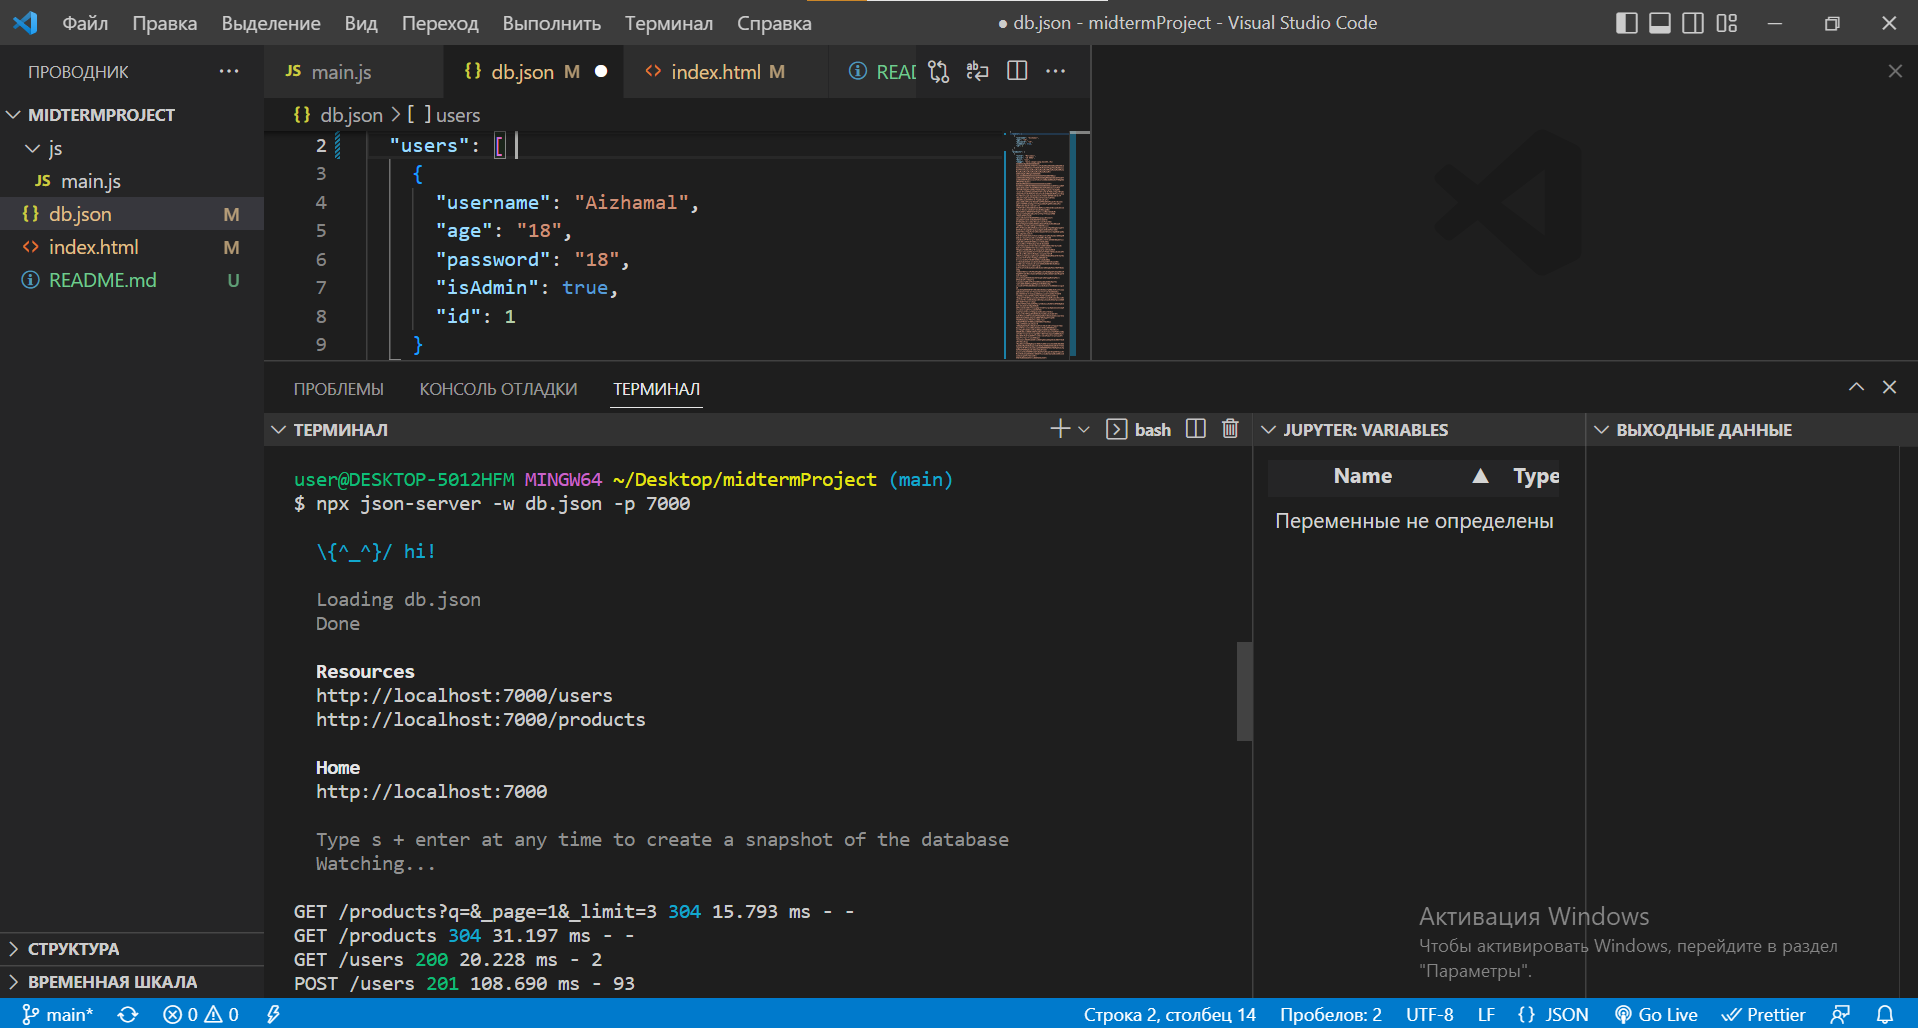 Файл Правка Выделение Вид Переход Выполнить Терминал Справка
● db.json - midtermProject - Visual Studio Code
ПРОВОДНИК ···
MIDTERMPROJECT
js
JS main.js
{} db.json M
<> index.html M
README.md U
СТРУКТУРА
ВРЕМЕННАЯ ШКАЛА
JS main.js
{} db.json M ●
<> index.html M
READ
{} db.json > [ ] users
2 "users": [
3 {
4 "username": "Aizhamal",
5 "age": "18",
6 "password": "18",
7 "isAdmin": true,
8 "id": 1
9 }
ПРОБЛЕМЫ КОНСОЛЬ ОТЛАДКИ ТЕРМИНАЛ
ТЕРМИНАЛ
bash
user@DESKTOP-5012HFM MINGW64 ~/Desktop/midtermProject (main)
$ npx json-server -w db.json -p 7000
\{^_^}/ hi!
Loading db.json
Done
Resources
http://localhost:7000/users
http://localhost:7000/products
Home
http://localhost:7000
Type s + enter at any time to create a snapshot of the database
Watching...
GET /products?q=&_page=1&_limit=3 304 15.793 ms - -
GET /products 304 31.197 ms - -
GET /users 200 20.228 ms - 2
POST /users 201 108.690 ms - 93
JUPYTER: VARIABLES
Name ▲ Type
Переменные не определены
ВЫХОДНЫЕ ДАННЫЕ
Активация Windows
Чтобы активировать Windows, перейдите в раздел
"Параметры".
main* 0 0
Строка 2, столбец 14 Пробелов: 2 UTF-8 LF {} JSON Go Live Prettier